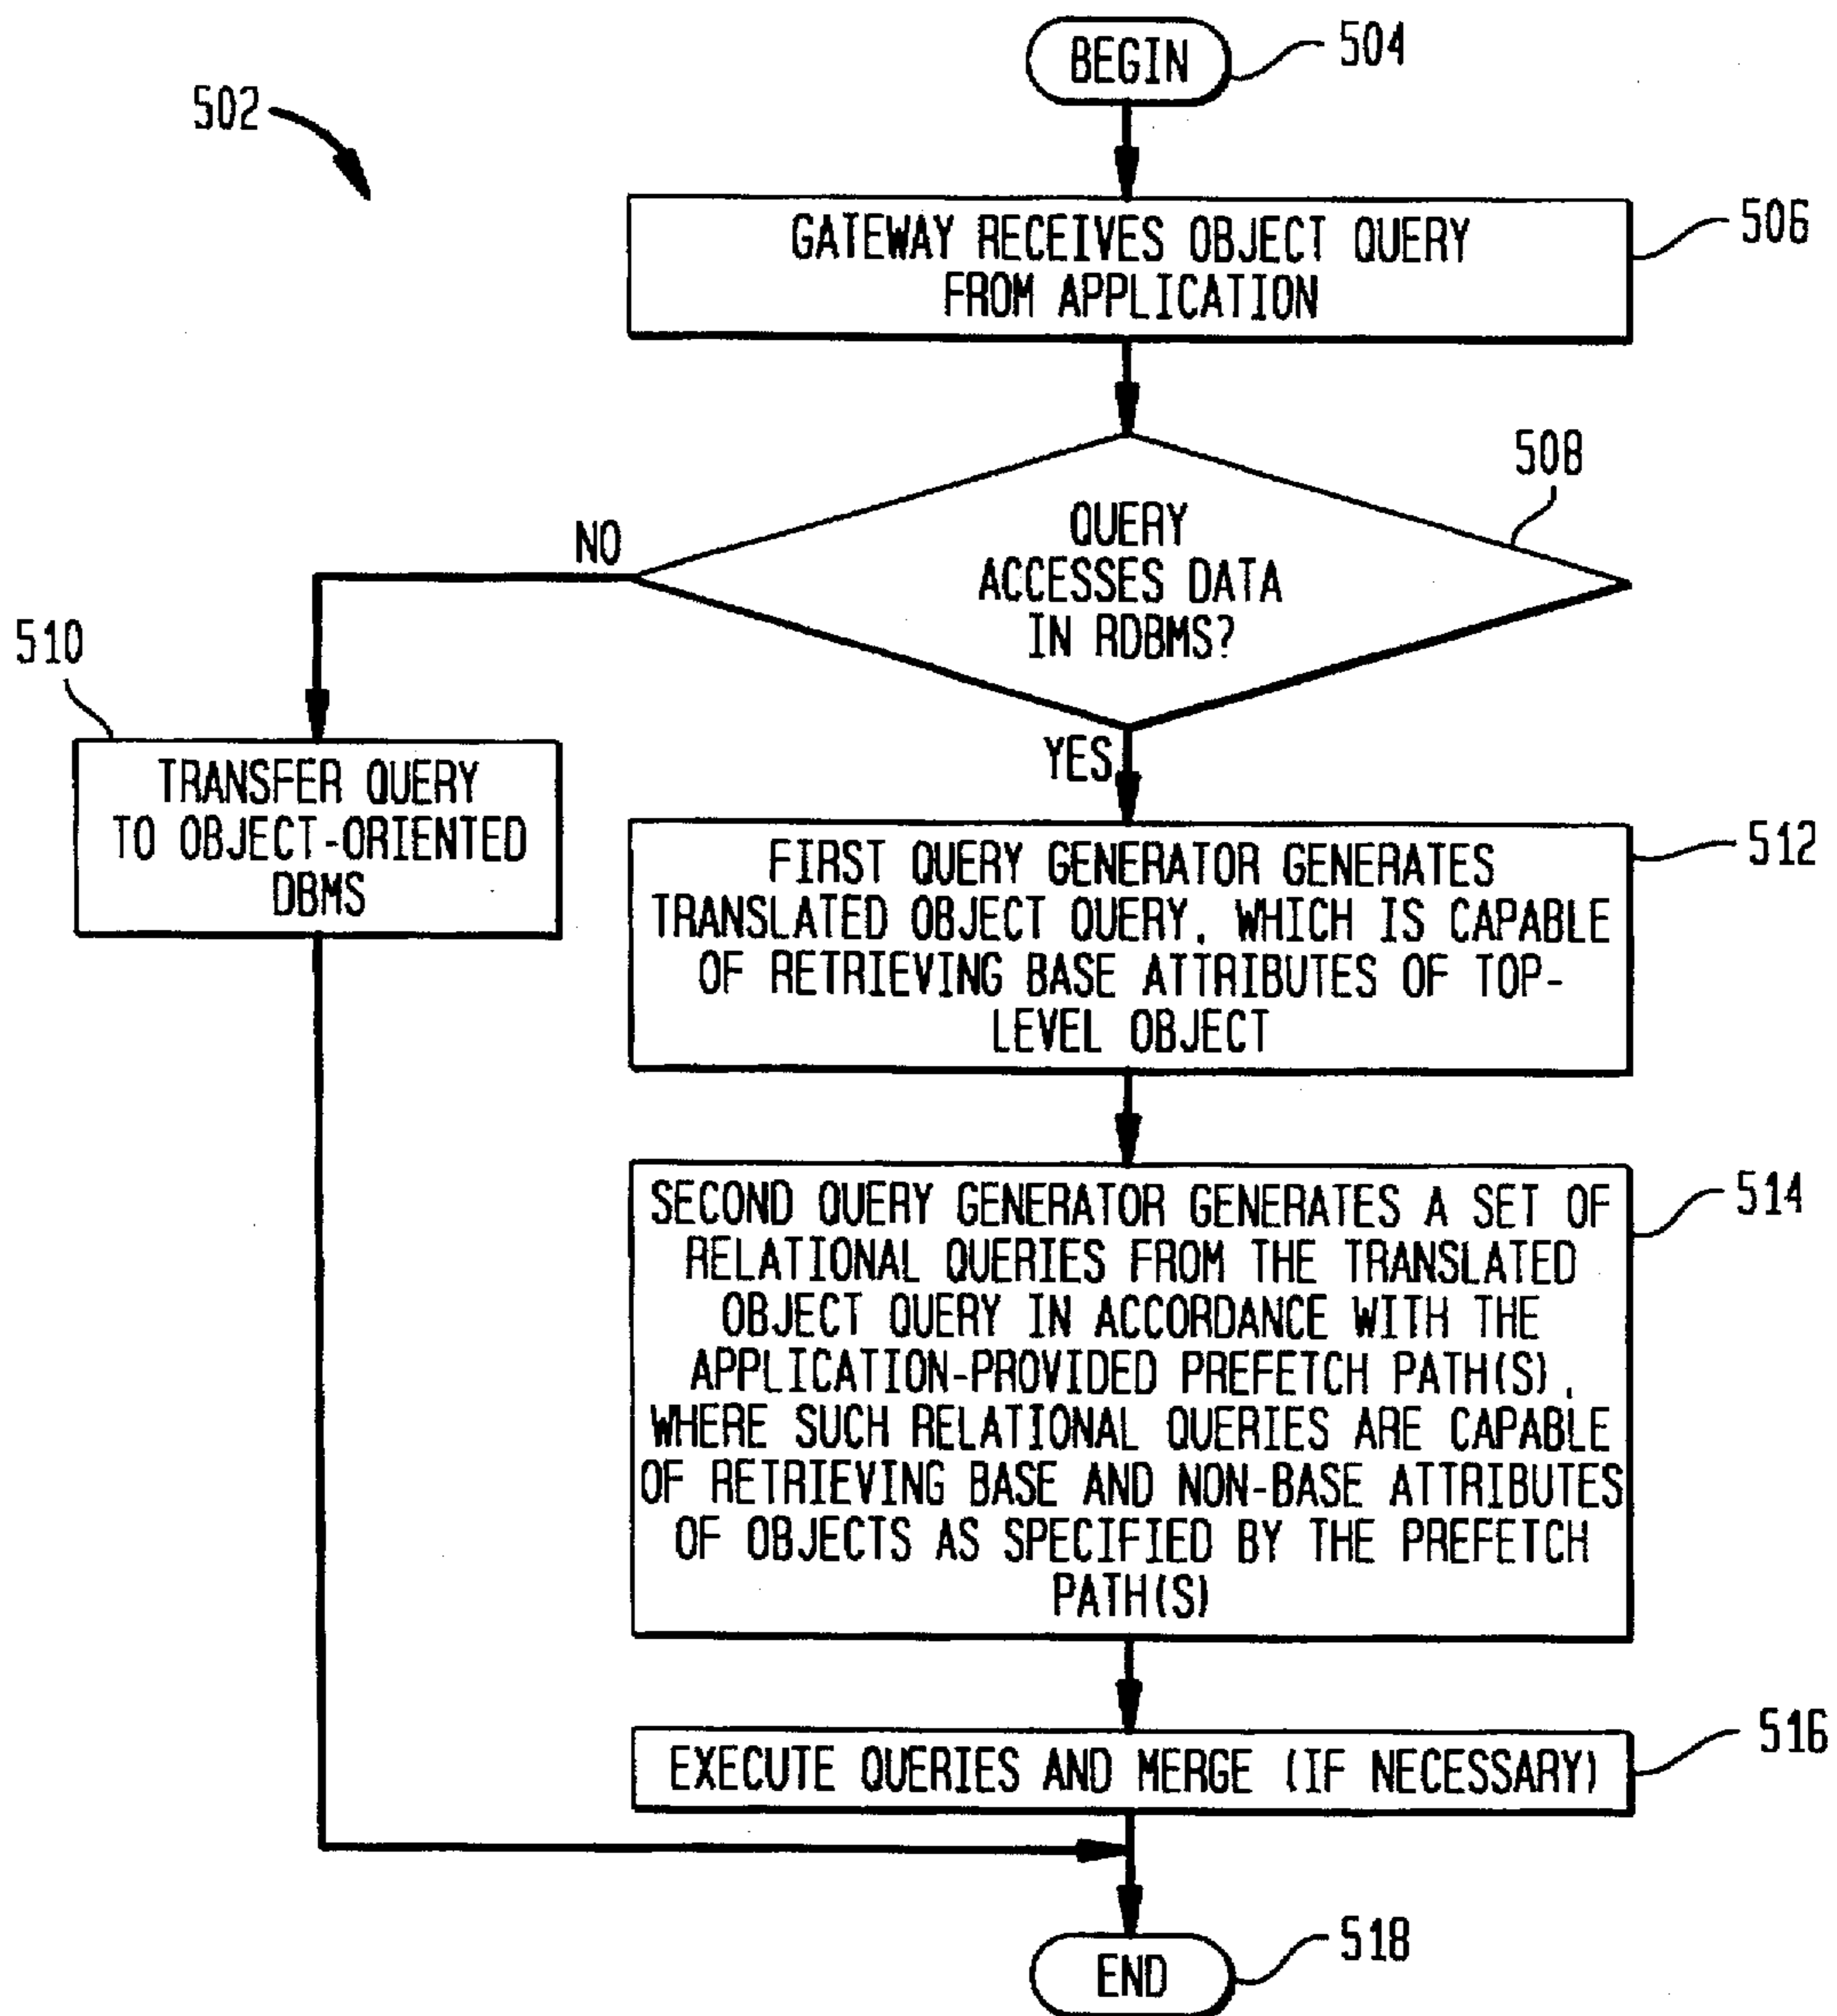 BEGIN
504
502
GATEWAY RECEIVES OBJECT QUERY
FROM APPLICATION
506
508
QUERY
ACCESSES DATA
IN RDBMS?
NO
YES
510
TRANSFER QUERY
TO OBJECT-ORIENTED
DBMS
FIRST QUERY GENERATOR GENERATES
TRANSLATED OBJECT QUERY, WHICH IS CAPABLE
OF RETRIEVING BASE ATTRIBUTES OF TOP-
LEVEL OBJECT
512
SECOND QUERY GENERATOR GENERATES A SET OF
RELATIONAL QUERIES FROM THE TRANSLATED
OBJECT QUERY IN ACCORDANCE WITH THE
APPLICATION-PROVIDED PREFETCH PATH(S),
WHERE SUCH RELATIONAL QUERIES ARE CAPABLE
OF RETRIEVING BASE AND NON-BASE ATTRIBUTES
OF OBJECTS AS SPECIFIED BY THE PREFETCH
PATH(S)
514
EXECUTE QUERIES AND MERGE (IF NECESSARY)
516
END
518